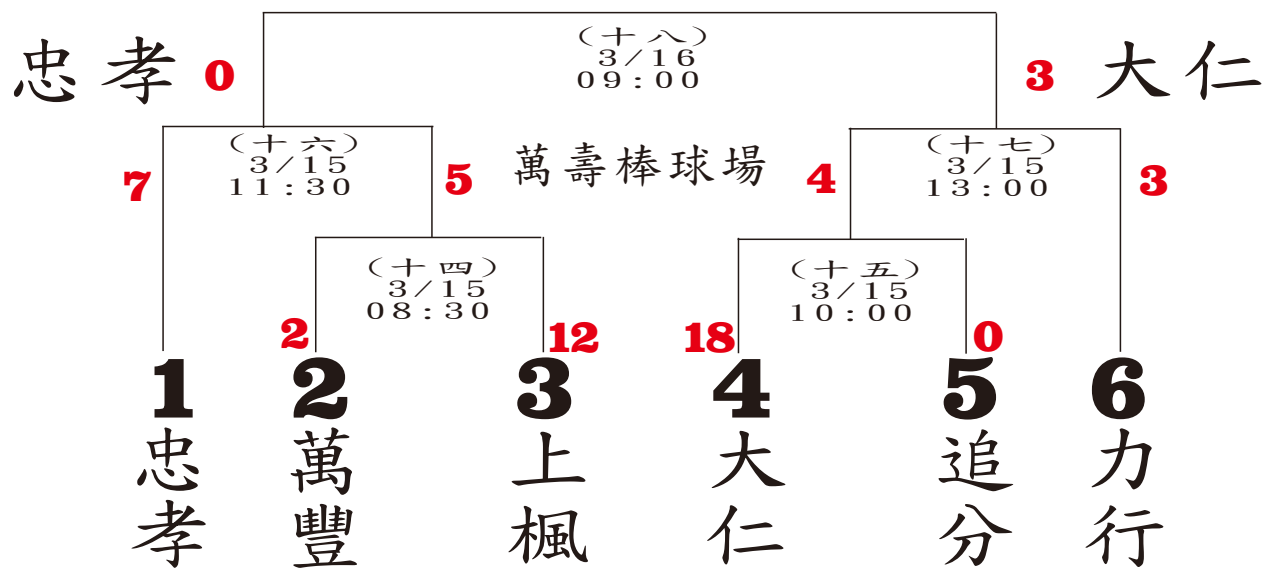 (十八)
3/16
09:00
忠孝 0
3 大仁
(十六)
3/15
11:30
萬壽棒球場
(十七)
3/15
13:00
7
5
4
3
(十四)
3/15
08:30
(十五)
3/15
10:00
2
12
18
0
1 2 3 4 5 6
忠孝
萬豐
上楓
大仁
追分
力行